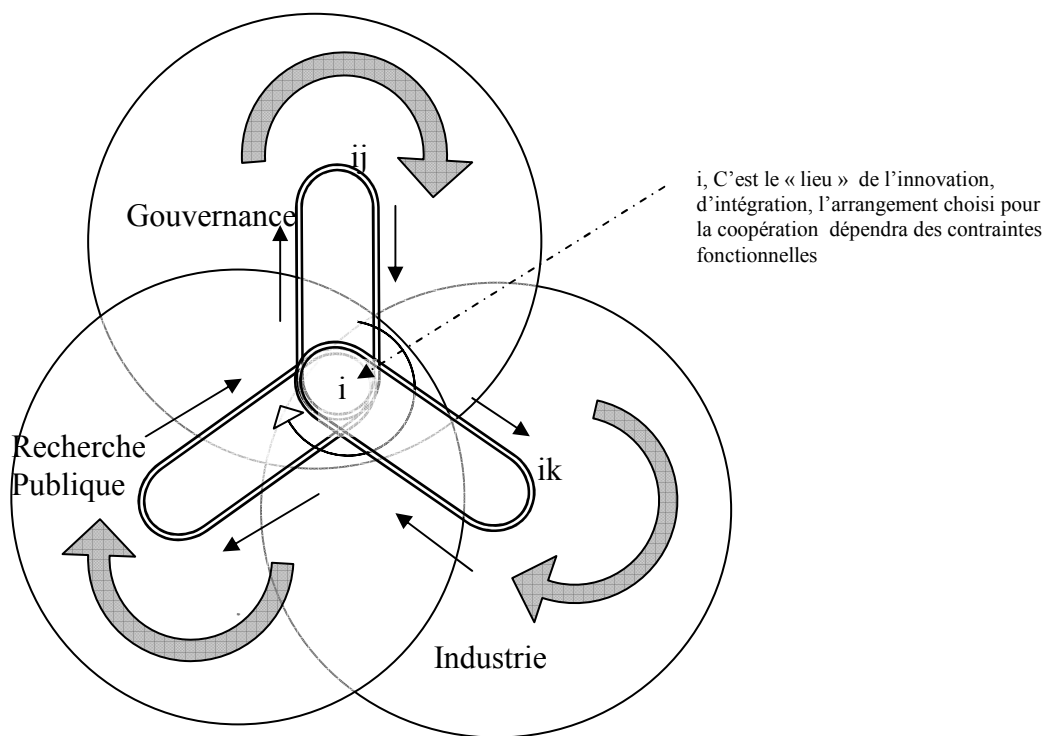 ij
Gouvernance
i, C’est le « lieu » de l’innovation,
d’intégration, l’arrangement choisi pour
la coopération dépendra des contraintes
fonctionnelles
i
Recherche
Publique
ik
Industrie